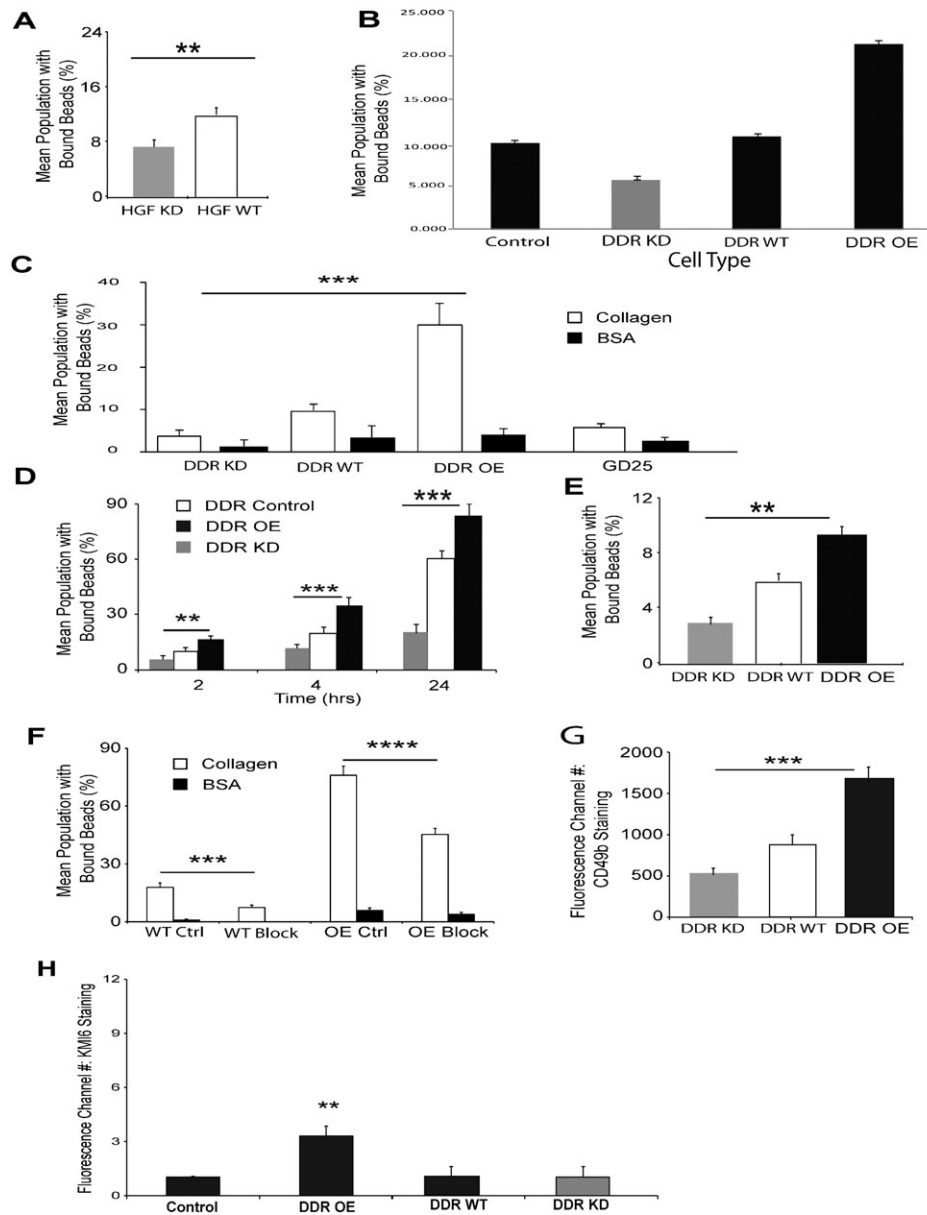 A
Mean Population with
Bound Beads (%)
24
16
8
0
**
HGF KD HGF WT
B
Mean Population with
Bound Beads (%)
25.000
20.000
15.000
10.000
5.000
0.000
Control DDR KD DDR WT DDR OE
Cell Type
C
Mean Population with
Bound Beads (%)
40
30
20
10
0
***
Collagen
BSA
DDR KD DDR WT DDR OE GD25
D
Mean Population with
Bound Beads (%)
90
60
30
0
DDR Control
DDR OE
DDR KD
** *** ***
2 4 24
Time (hrs)
E
Mean Population with
Bound Beads (%)
12
8
4
0
**
DDR KD DDR WT DDR OE
F
Mean Population with
Bound Beads (%)
90
60
30
0
Collagen
BSA
*** ****
WT Ctrl WT Block OE Ctrl OE Block
G
Fluorescence Channel #:
CD49b Staining
2000
1500
1000
500
0
***
DDR KD DDR WT DDR OE
H
Fluorescence Channel #: KMI6 Staining
12
9
6
3
0
**
Control DDR OE DDR WT DDR KD